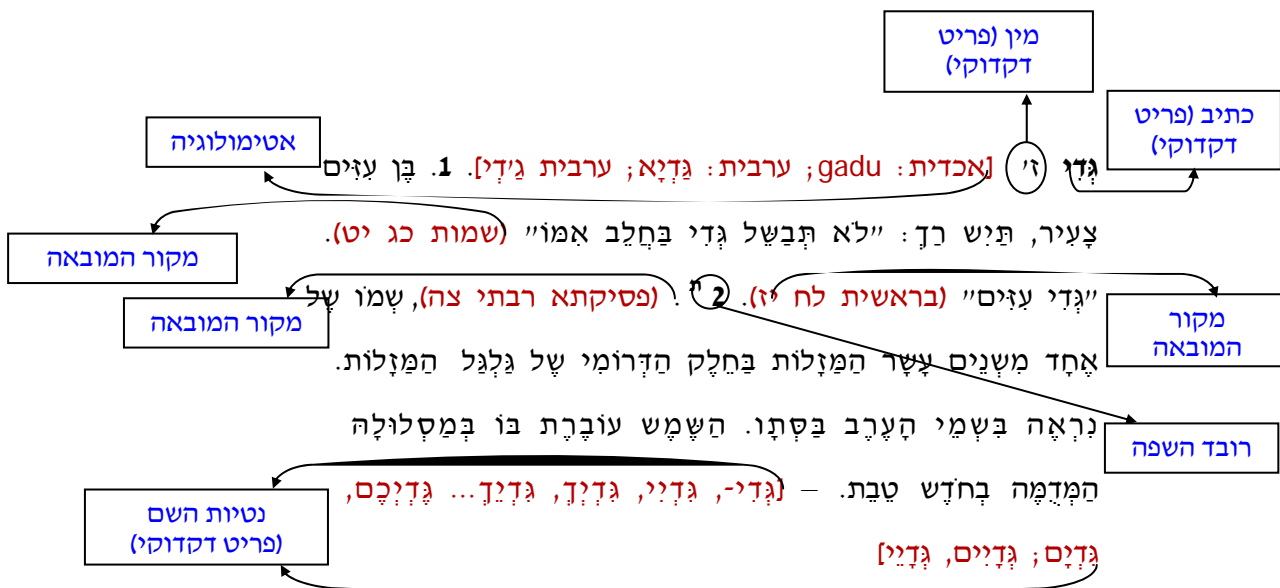 מין (פריט
דקדוקי)
כתיב (פריט
דקדוקי)
אטימולוגיה
גְּדִי ז' [אכדית: gadu; ערבית: גַּדְיָא; ערבית גַ'דְי]. 1. בֶּן עִזִּים
צָעִיר, תַּיִשׁ רַךְ: "לֹא תְּבַשֵּׁל גְּדִי בַּחֲלֵב אִמּוֹ" (שמות כג יט).
מקור המובאה
"גְּדִי עִזִּים" (בראשית לח יז). 2 ת. (פסיקתא רבתי צה), שְׁמוֹ שֶׁל
מקור המובאה
מקור
המובאה
אֶחָד מִשְּׁנֵים עָשָׂר הַמַּזָּלוֹת בַּחֵלֶק הַדְּרוֹמִי שֶׁל גַּלְגַּל הַמַּזָּלוֹת.
נִרְאֶה בִּשְׁמֵי הָעֶרֶב בַּסְּתָו. הַשֶּׁמֶשׁ עוֹבֶרֶת בּוֹ בְּמַסְלוּלָהּ
רובד השפה
הַמְּדֻמֶּה בְּחֹדֶשׁ טֵבֵת. – [גְּדִי-, גִּדְיִי, גִּדְיְךָ, גִּדְיֵךְ... גֶּדְיְכֶם,
נטיות השם
(פריט דקדוקי)
גִּדְיָם; גְּדָיִים, גְּדָיֵי]